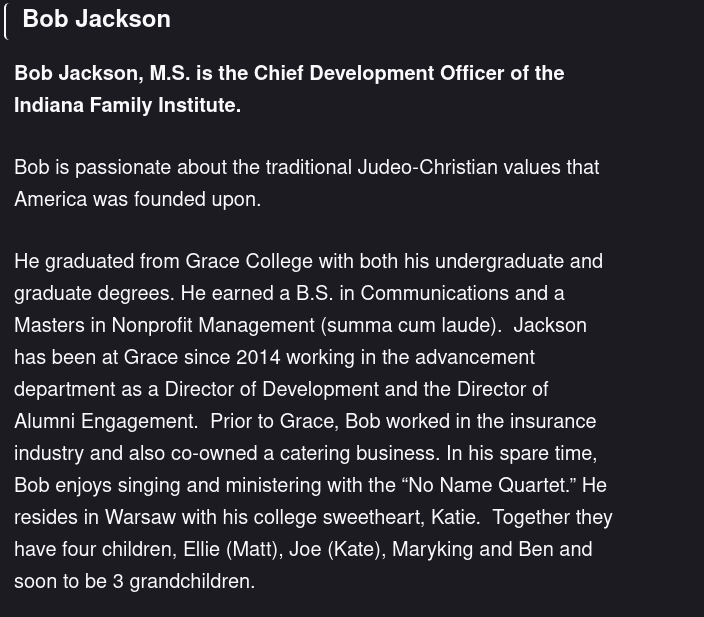 Bob Jackson
Bob Jackson, M.S. is the Chief Development Officer of the
Indiana Family Institute.
Bob is passionate about the traditional Judeo-Christian values that
America was founded upon.
He graduated from Grace College with both his undergraduate and
graduate degrees. He earned a B.S. in Communications and a
Masters in Nonprofit Management (summa cum laude).  Jackson
has been at Grace since 2014 working in the advancement
department as a Director of Development and the Director of
Alumni Engagement.  Prior to Grace, Bob worked in the insurance
industry and also co-owned a catering business. In his spare time,
Bob enjoys singing and ministering with the “No Name Quartet.” He
resides in Warsaw with his college sweetheart, Katie.  Together they
have four children, Ellie (Matt), Joe (Kate), Maryking and Ben and
soon to be 3 grandchildren.